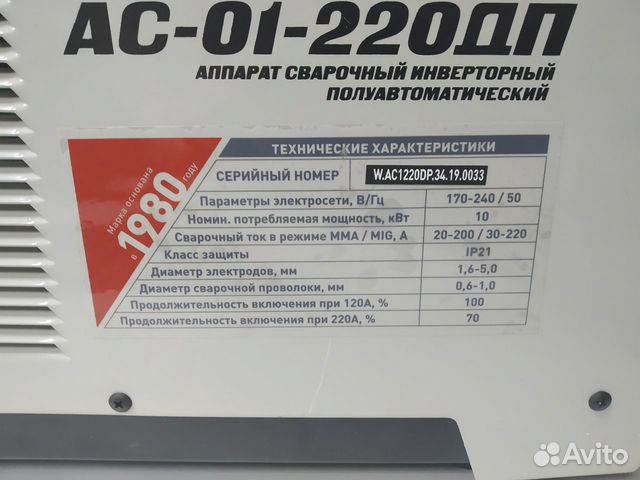 АС-01-220ДП
АППАРАТ СВАРОЧНЫЙ ИНВЕРТОРНЫЙ
ПОЛУАВТОМАТИЧЕСКИЙ
Марка основана
в 1980 году
ТЕХНИЧЕСКИЕ ХАРАКТЕРИСТИКИ
СЕРИЙНЫЙ НОМЕР W.AC1220DP.34.19.0033
Параметры электросети, В/Гц 170-240 / 50
Номин. потребляемая мощность, кВт 10
Сварочный ток в режиме ММА / MIG, А 20-200 / 30-220
Класс защиты IP21
Диаметр электродов, мм 1,6-5,0
Диаметр сварочной проволоки, мм 0,6-1,0
Продолжительность включения при 120А, % 100
Продолжительность включения при 220А, % 70
Avito